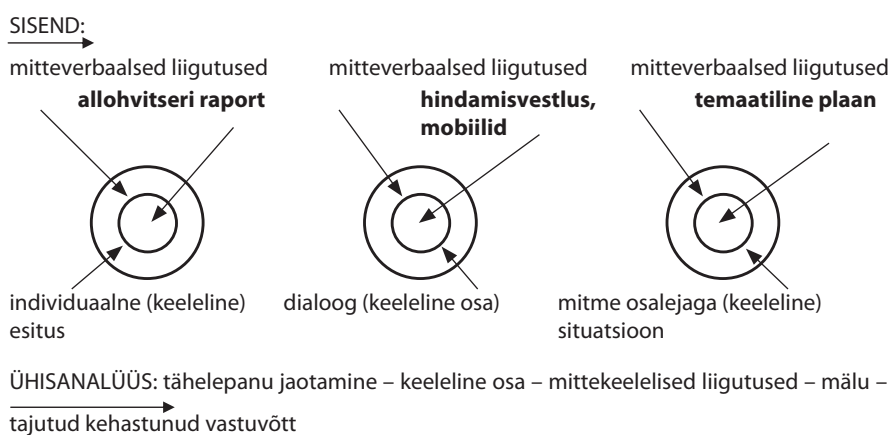 SISEND:
mitteverbaalsed liigutused mitteverbaalsed liigutused mitteverbaalsed liigutused
allohvitseri raport hindamisvestlus, temaatiline plaan
mobiilid
individuaalne (keeleline) dialoog (keeleline osa) mitme osalejaga (keeleline)
esitus situatsioon
ÜHISANALÜÜS: tähelepanu jaotamine – keeleline osa – mittekeelelised liigutused – mälu –
tajutud kehastunud vastuvõtt